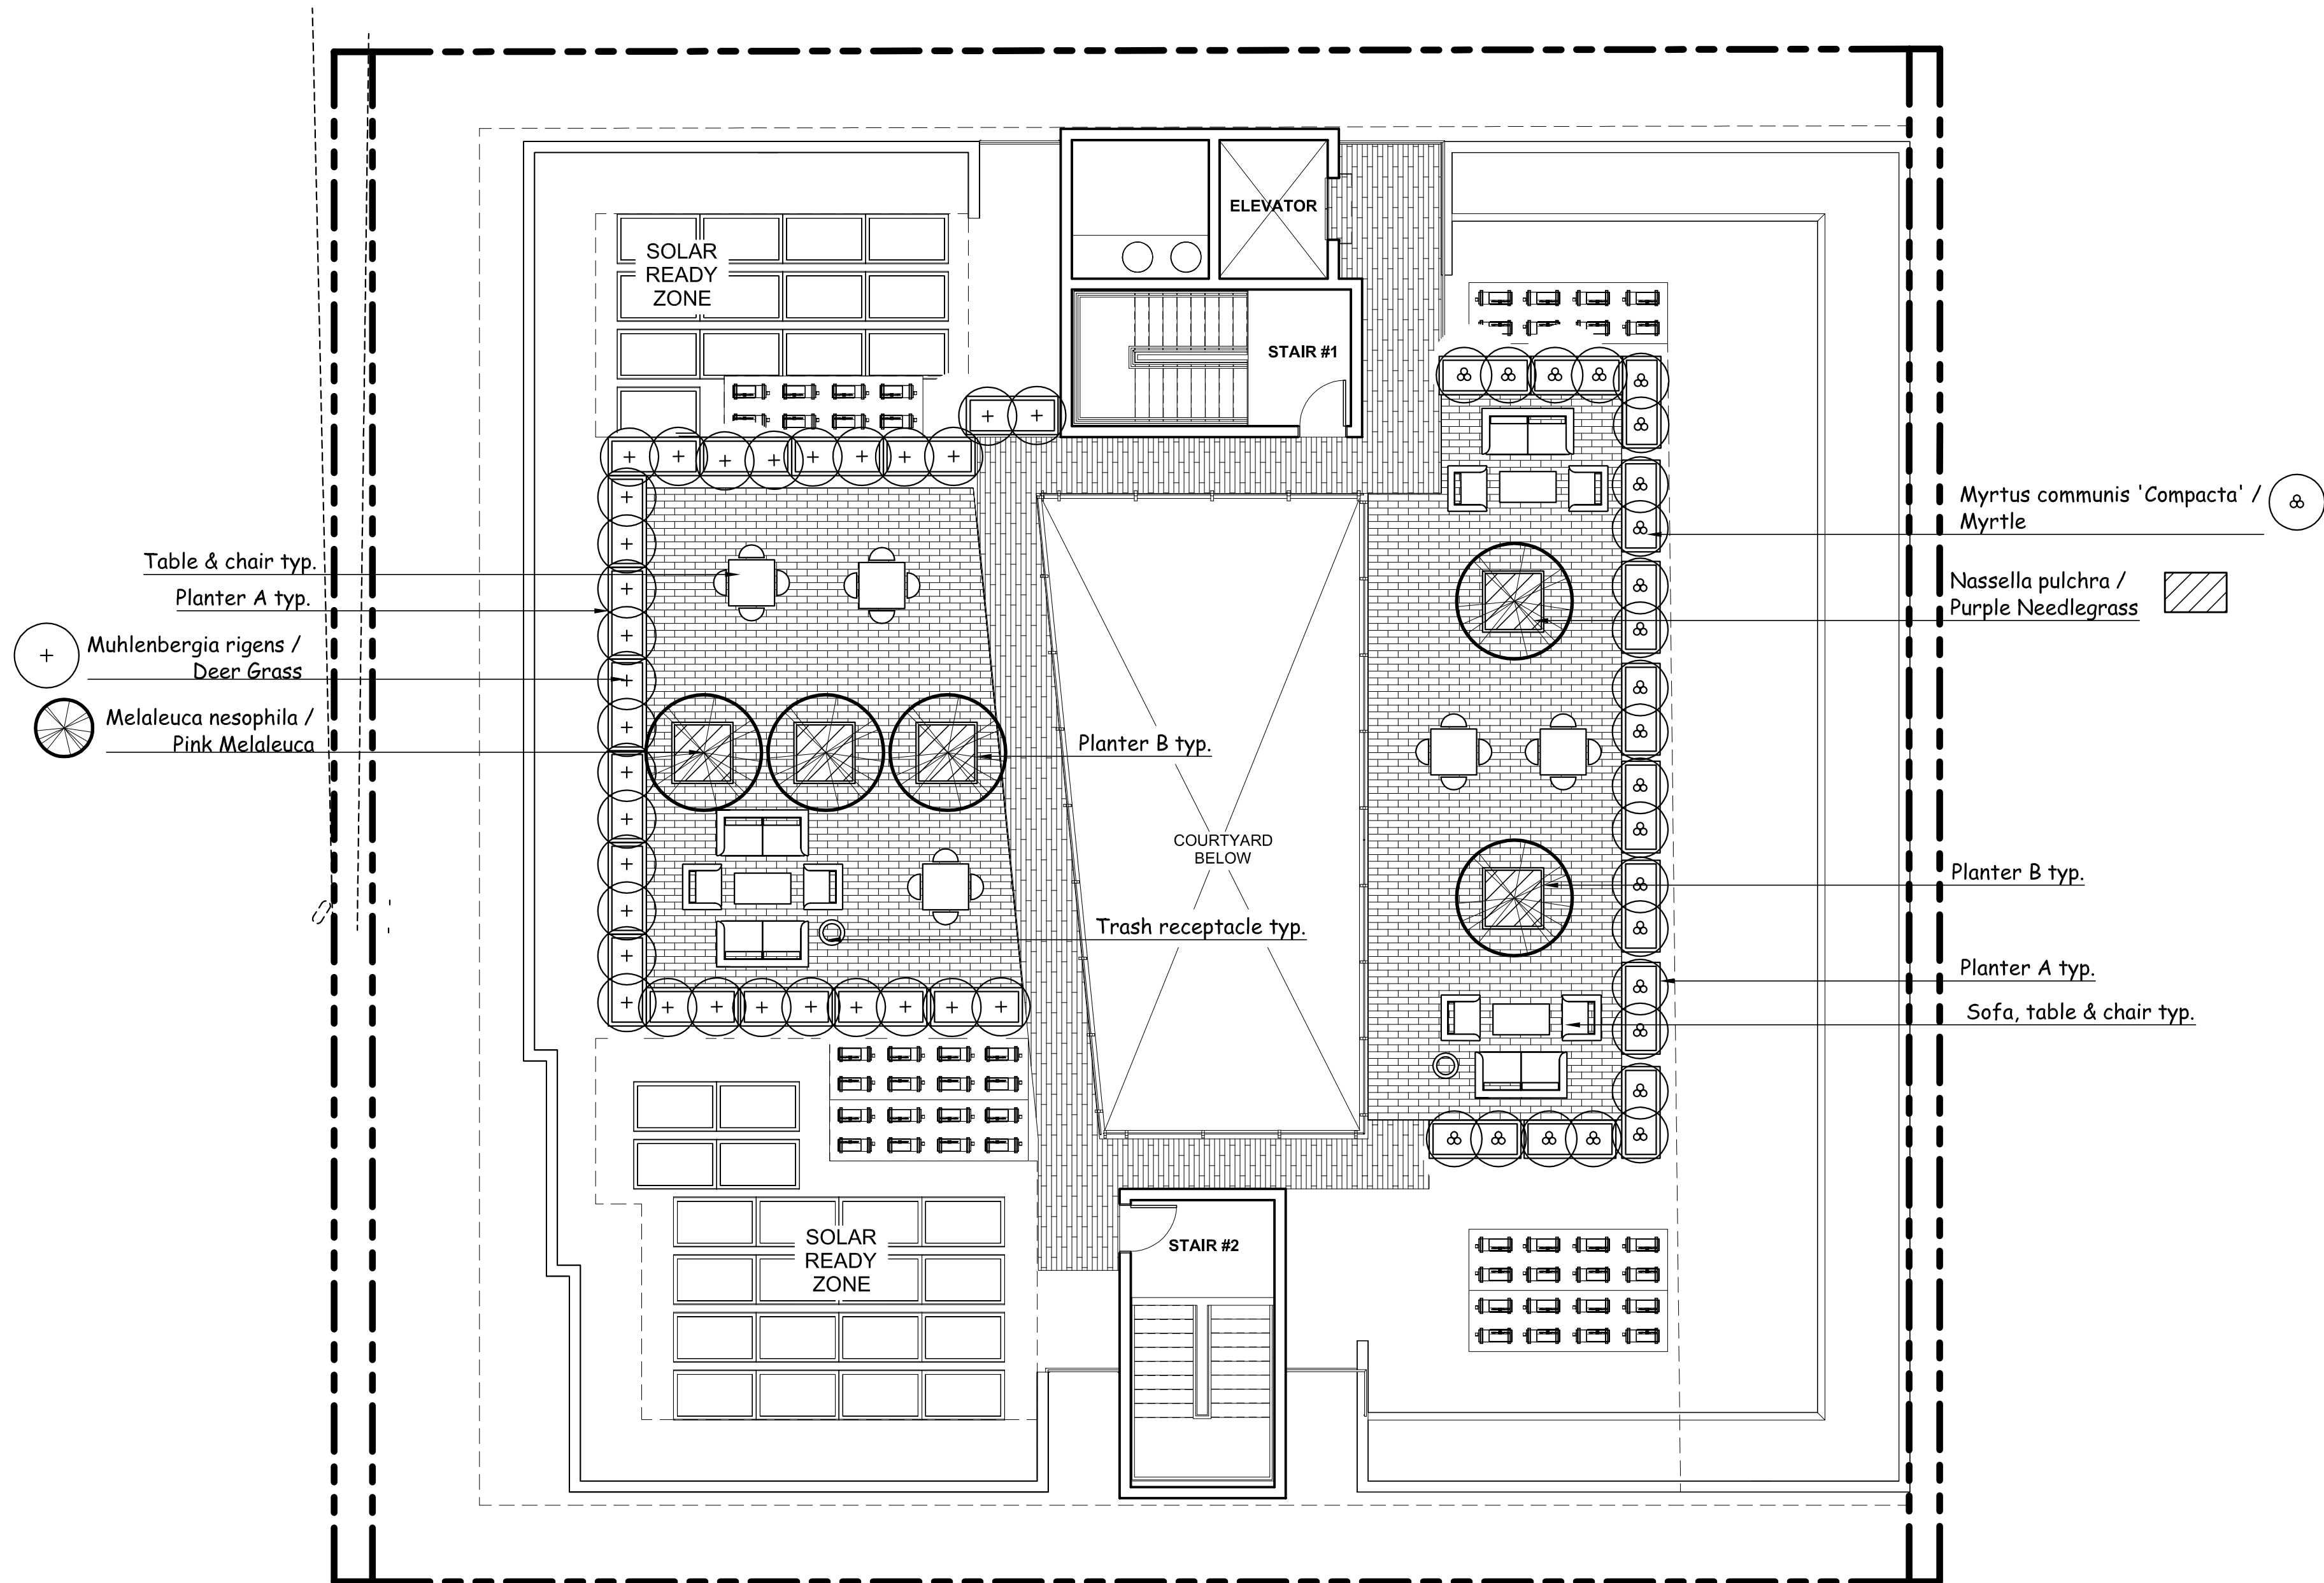 ELEVATOR
SOLAR
READY
ZONE
STAIR #1
Myrtus communis 'Compacta' /
Myrtle
Table & chair typ.
Nassella pulchra /
Purple Needlegrass
Planter A typ.
Muhlenbergia rigens /
Deer Grass
Melaleuca nesophila /
Pink Melaleuca
Planter B typ.
COURTYARD
BELOW
Planter B typ.
Trash receptacle typ.
Planter A typ.
Sofa, table & chair typ.
SOLAR
READY
ZONE
STAIR #2